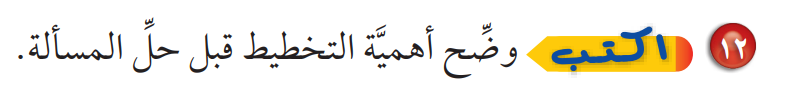 ١٢ اكتب وضِّح أهميَّة التخطيط قبل حلِّ المسألة.